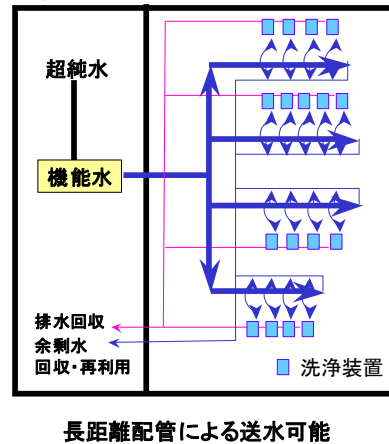 超純水
機能水
排水回収
余剰水
回収・再利用
洗浄装置
長距離配管による送水可能